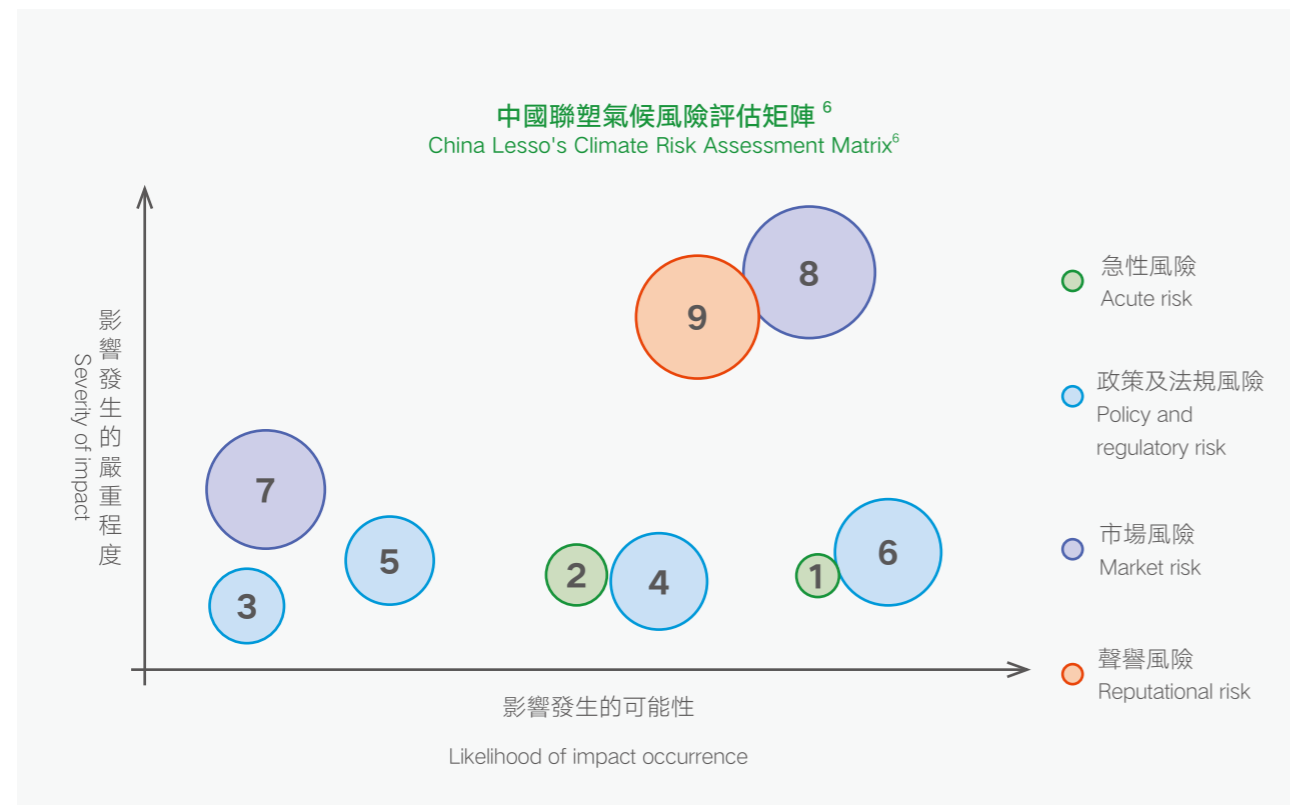 中國聯塑氣候風險評估矩陣 6
China Lesso's Climate Risk Assessment Matrix6
影響發生的嚴重程度
Severity of impact
8
9
7
5
3
2
4
1
6
影響發生的可能性
Likelihood of impact occurrence
急性風險
Acute risk
政策及法規風險
Policy and
regulatory risk
市場風險
Market risk
聲譽風險
Reputational risk